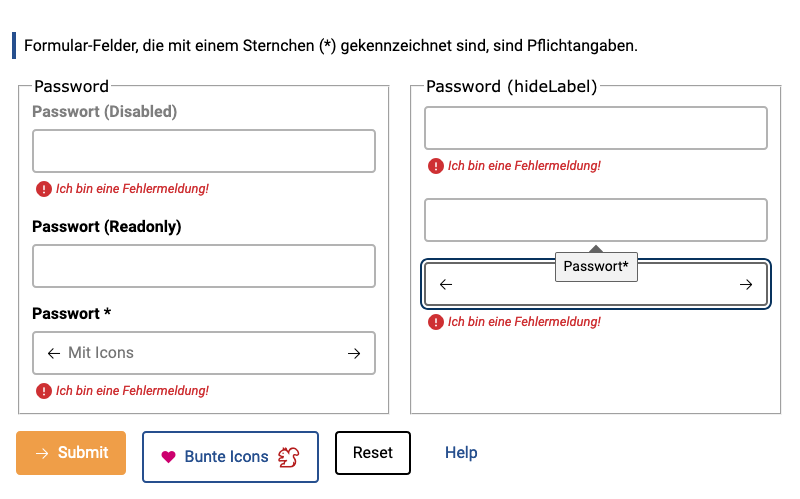 Formular-Felder, die mit einem Sternchen (*) gekennzeichnet sind, sind Pflichtangaben.
Password
Passwort (Disabled)
Ich bin eine Fehlermeldung!
Passwort (Readonly)
Passwort *
Mit Icons
Ich bin eine Fehlermeldung!
Password (hideLabel)
Ich bin eine Fehlermeldung!
Passwort*
Ich bin eine Fehlermeldung!
Submit
Bunte Icons
Reset
Help